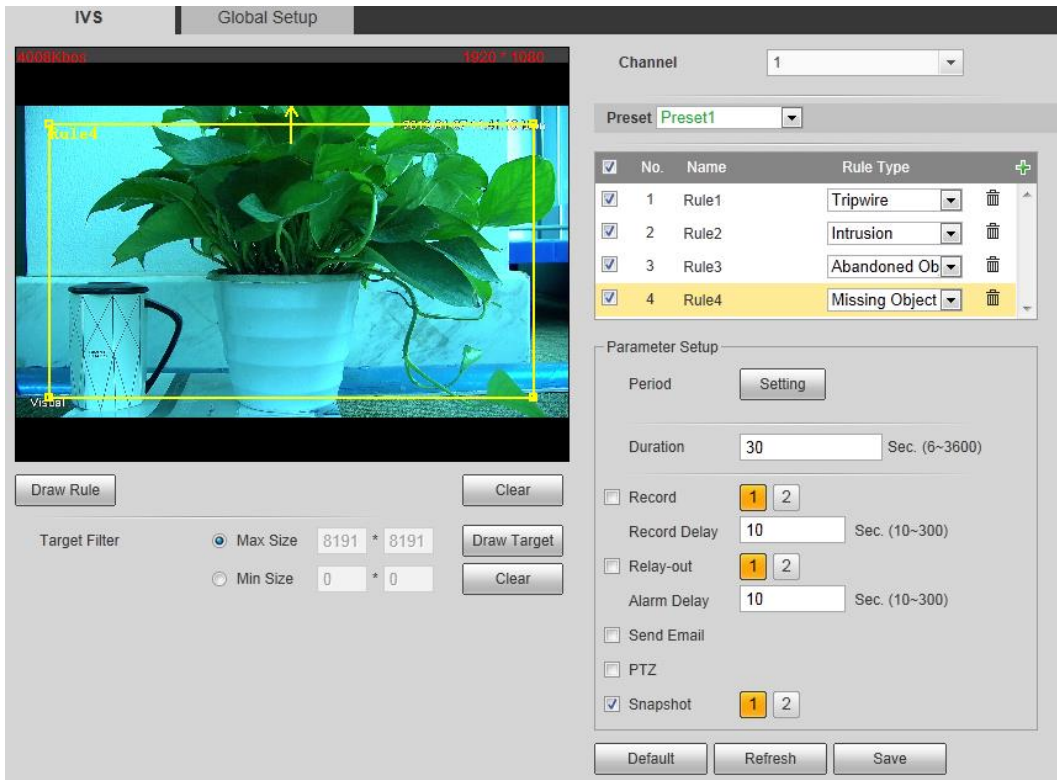 IVS Global Setup
4008Kbps 1920 * 1080
Rule4
Visual
Draw Rule Clear
Target Filter Max Size 8191 * 8191 Draw Target
Min Size 0 * 0 Clear
Channel 1
Preset Preset1
No. Name Rule Type
1 Rule1 Tripwire
2 Rule2 Intrusion
3 Rule3 Abandoned Ob
4 Rule4 Missing Object
Parameter Setup
Period Setting
Duration 30 Sec. (6~3600)
Record 1 2
Record Delay 10 Sec. (10~300)
Relay-out 1 2
Alarm Delay 10 Sec. (10~300)
Send Email
PTZ
Snapshot 1 2
Default Refresh Save